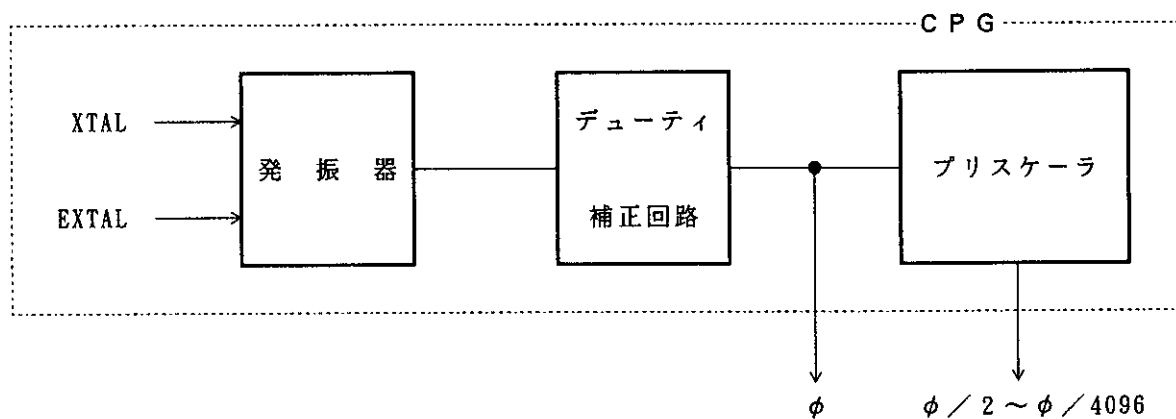 CPG
XTAL
EXTAL
発振器
デューティ
補正回路
プリスケーラ
φ
φ/2～φ/4096